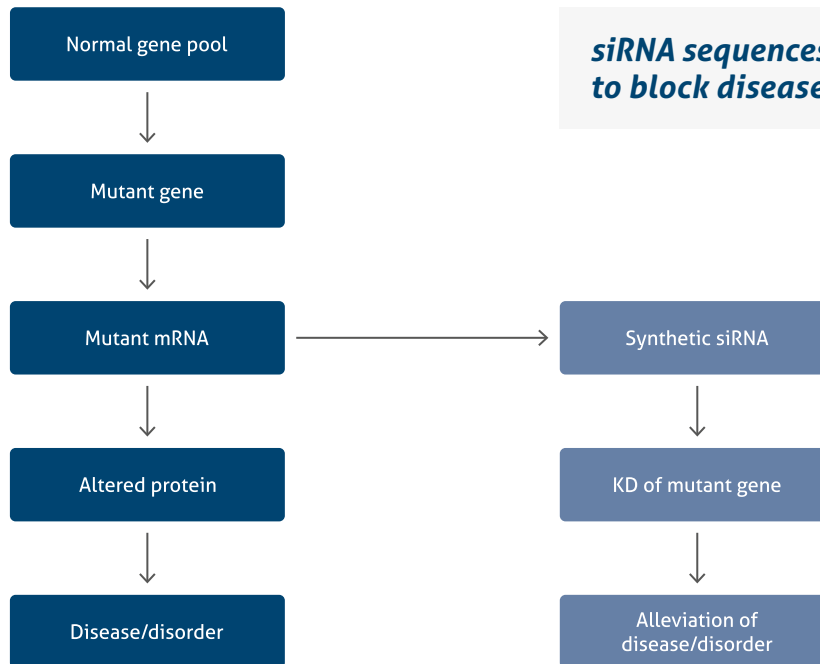 Normal gene pool
siRNA sequences
to block disease
Mutant gene
Mutant mRNA
Synthetic siRNA
Altered protein
KD of mutant gene
Disease/disorder
Alleviation of
disease/disorder